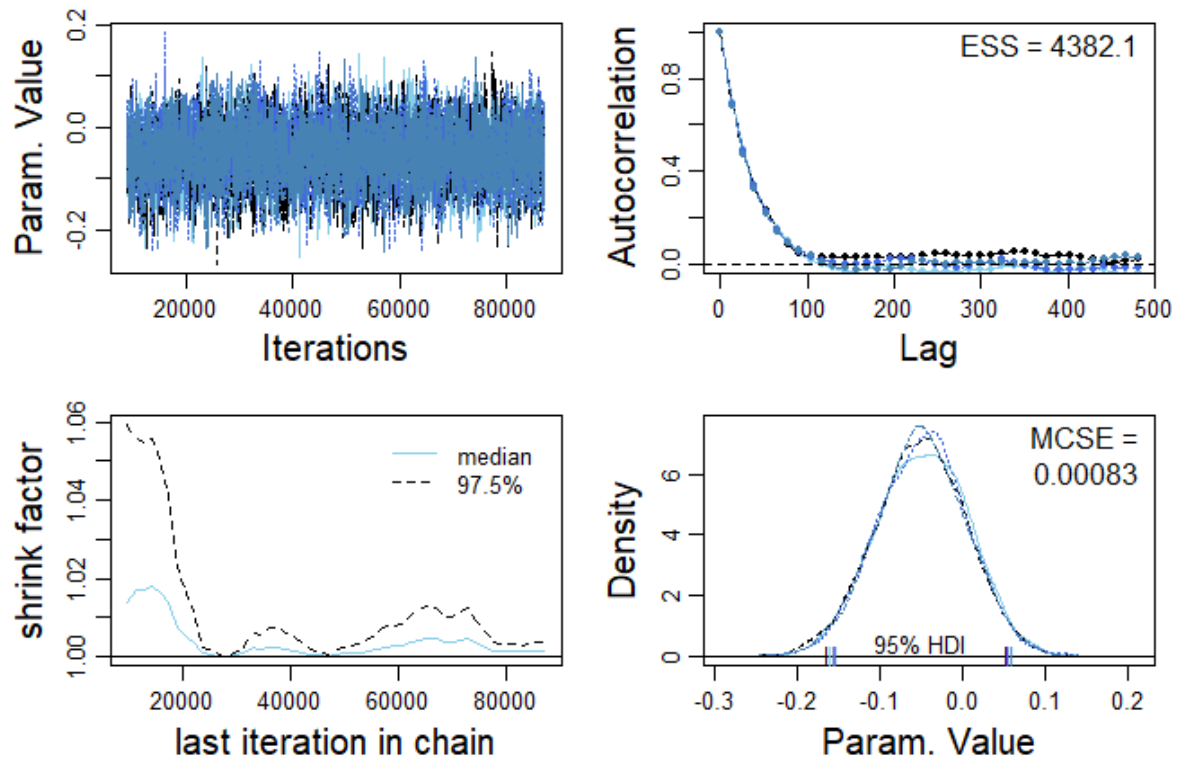 Param. Value
0.2
0.0
-0.2
20000 40000 60000 80000
Iterations
Autocorrelation
0.8
0.4
0.0
ESS = 4382.1
0 100 200 300 400 500
Lag
shrink factor
1.06
1.04
1.02
1.00
median
97.5%
20000 40000 60000 80000
last iteration in chain
Density
6
4
2
0
MCSE =
0.00083
95% HDI
-0.3 -0.2 -0.1 0.0 0.1 0.2
Param. Value